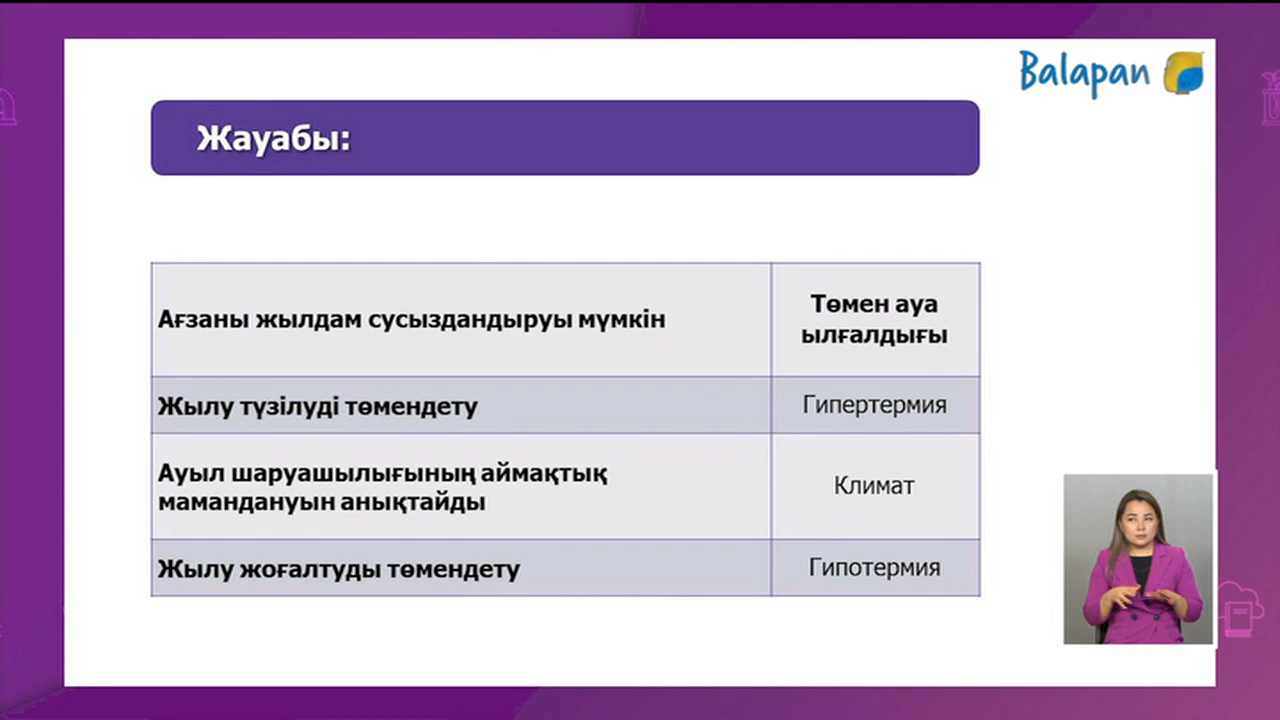 Balapan
Жауабы:
Ағзаны жылдам сусыздандыруы мүмкін
Төмен ауа
ылғалдығы
Жылу түзілуді төмендету
Гипертермия
Ауыл шаруашылығының аймақтық
мамандануын анықтайды
Климат
Жылу жоғалтуды төмендету
Гипотермия